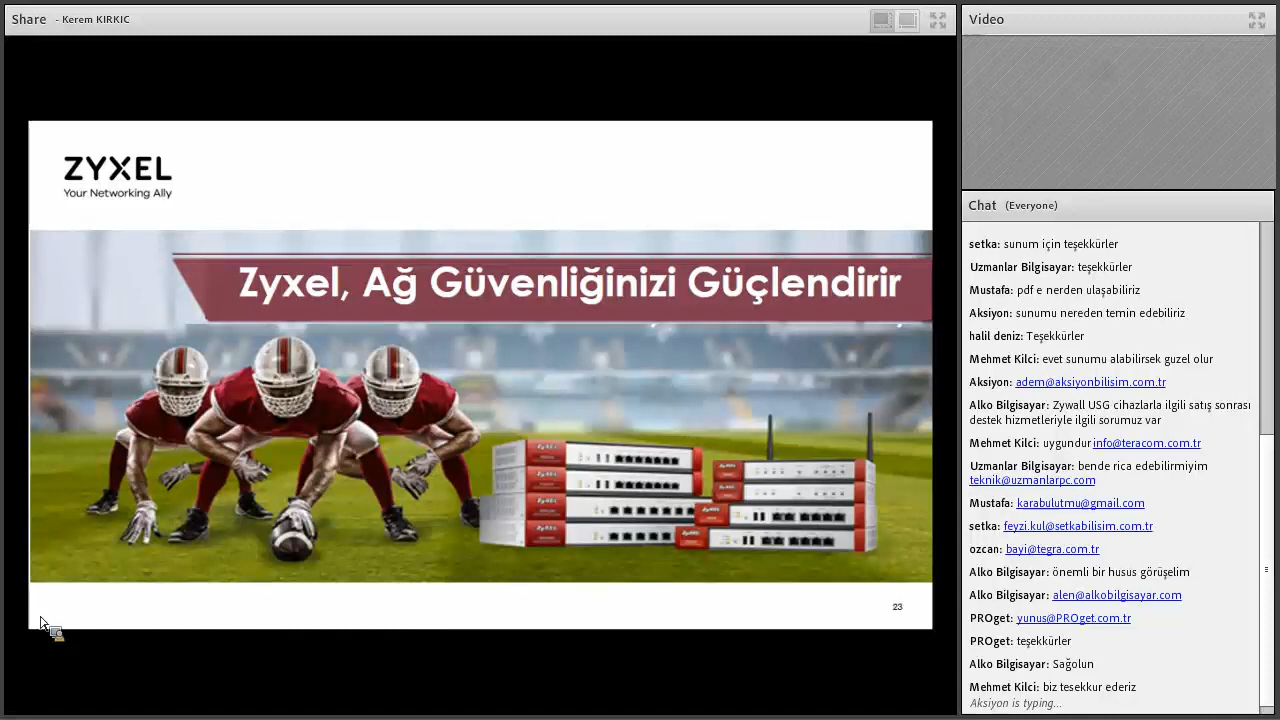 Share - Kerem KIRKIC
ZYXEL
Your Networking Ally
Zyxel, Ağ Güvenliğinizi Güçlendirir
23
Video
Chat (Everyone)
setka: sunum için teşekkürler
Uzmanlar Bilgisayar: teşekkürler
Mustafa: pdf e nerden ulaşabiliriz
Aksiyon: sunumu nereden temin edebiliriz
halil deniz: Teşekkürler
Mehmet Kilci: evet sunumu alabilirsek guzel olur
Aksiyon: adem@aksiyonbilisim.com.tr
Alko Bilgisayar: Zywall USG cihazlarla ilgili satış sonrası
destek hizmetleriyle ilgili sorumuz var
Mehmet Kilci: uygundur info@teracom.com.tr
Uzmanlar Bilgisayar: bende rica edebilirmiyim
teknik@uzmanlarpc.com
Mustafa: karabulutmu@gmail.com
setka: feyzi.kul@setkabilisim.com.tr
ozcan: bayi@tegra.com.tr
Alko Bilgisayar: önemli bir husus görüşelim
Alko Bilgisayar: alen@alkobilgisayar.com
PROget: yunus@PROget.com.tr
PROget: teşekkürler
Alko Bilgisayar: Sağolun
Mehmet Kilci: biz tesekkur ederiz
Aksiyon is typing...